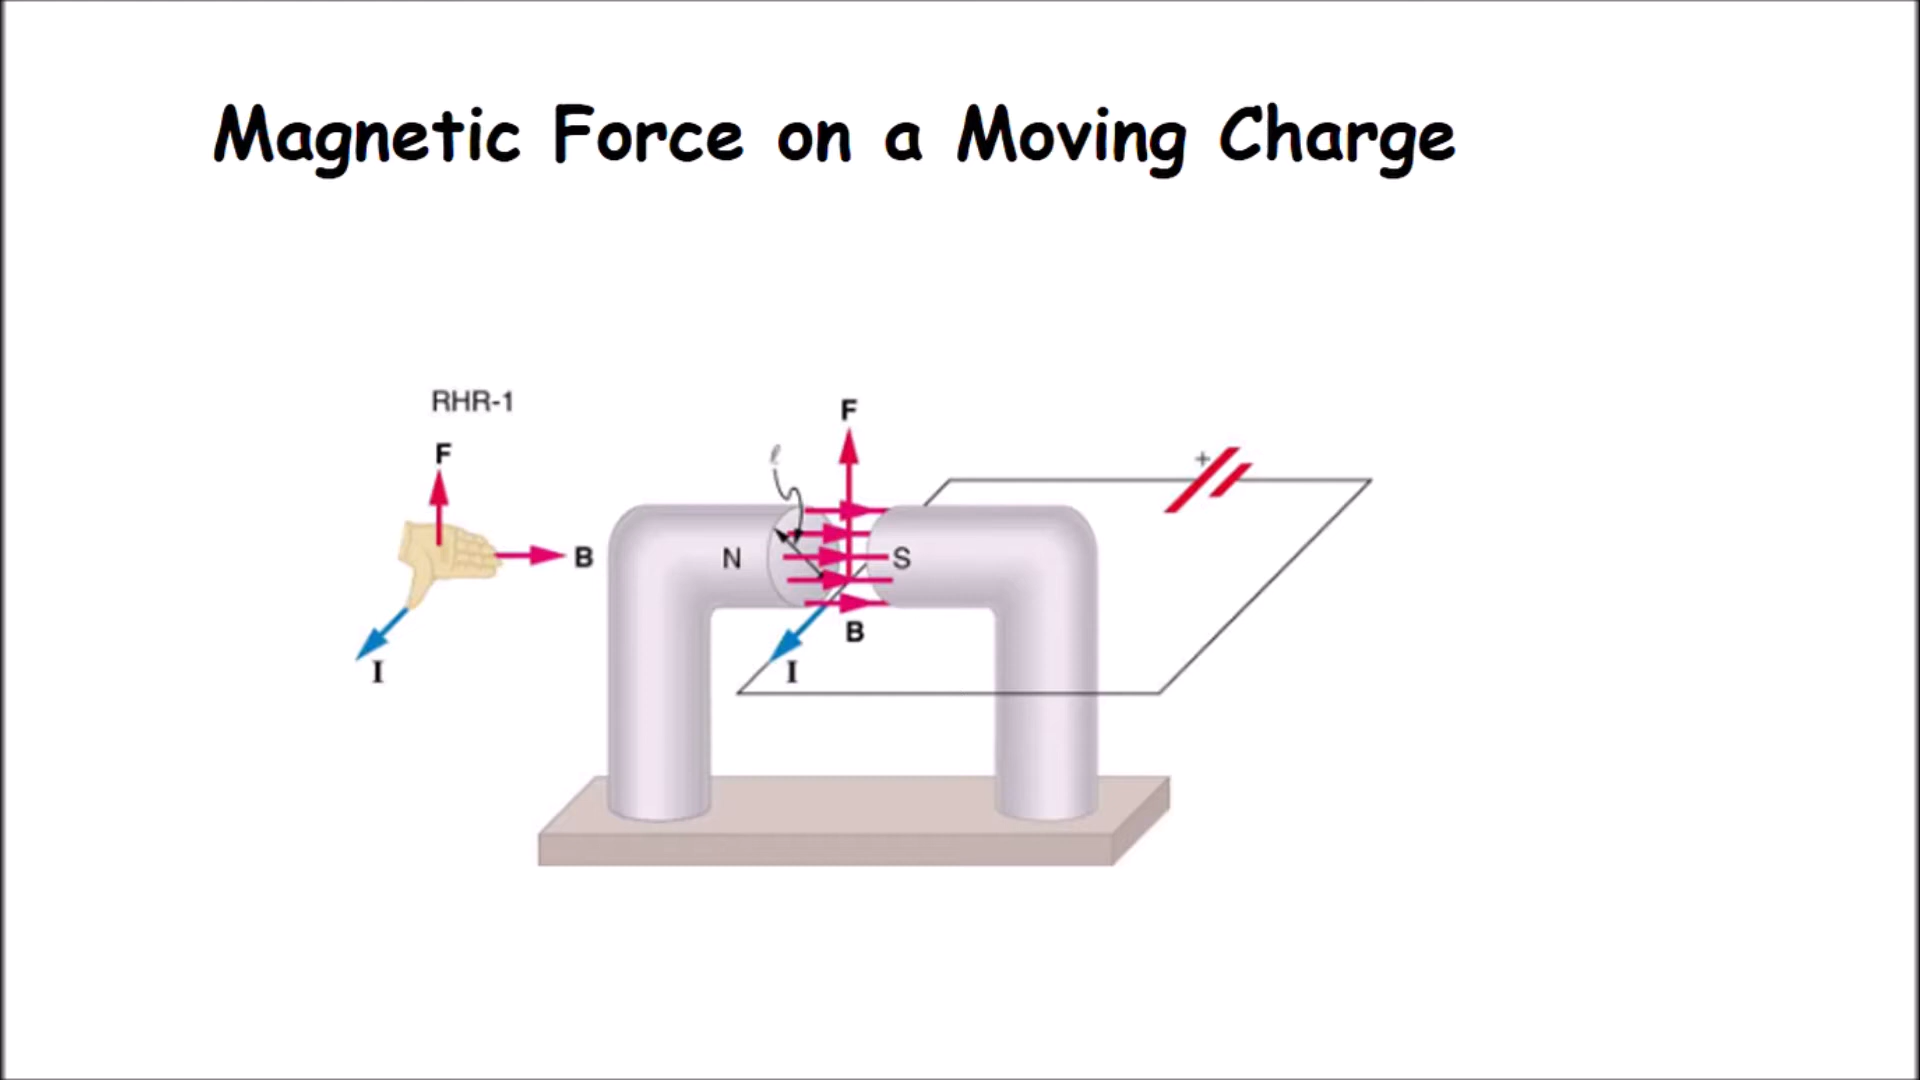 Magnetic Force on a Moving Charge
RHR-1
F
B
I
F
ℓ
N
S
B
I
+